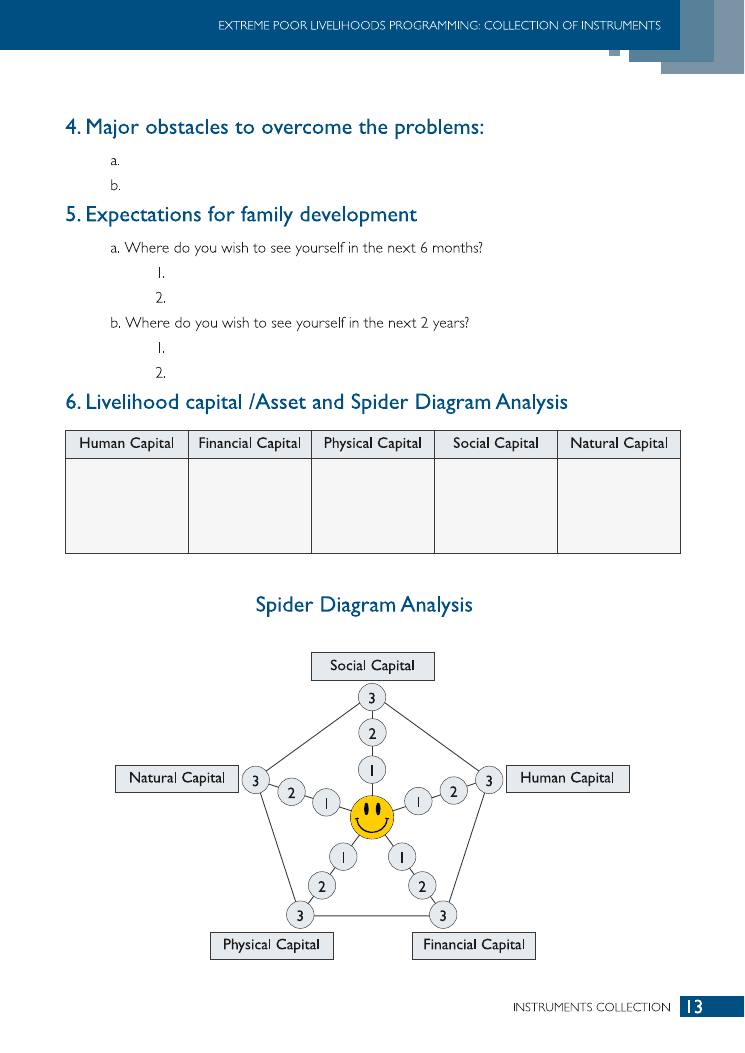 EXTREME POOR LIVELIHOODS PROGRAMMING: COLLECTION OF INSTRUMENTS
4. Major obstacles to overcome the problems:
a.
b.
5. Expectations for family development
a. Where do you wish to see yourself in the next 6 months?
1.
2.
b. Where do you wish to see yourself in the next 2 years?
1.
2.
6. Livelihood capital /Asset and Spider Diagram Analysis
Human Capital Financial Capital Physical Capital Social Capital Natural Capital
Spider Diagram Analysis
Social Capital
3
2
1
Natural Capital 3 2 1
1 2 3 Human Capital
1 1
2 2
3 3
Physical Capital Financial Capital
INSTRUMENTS COLLECTION 13